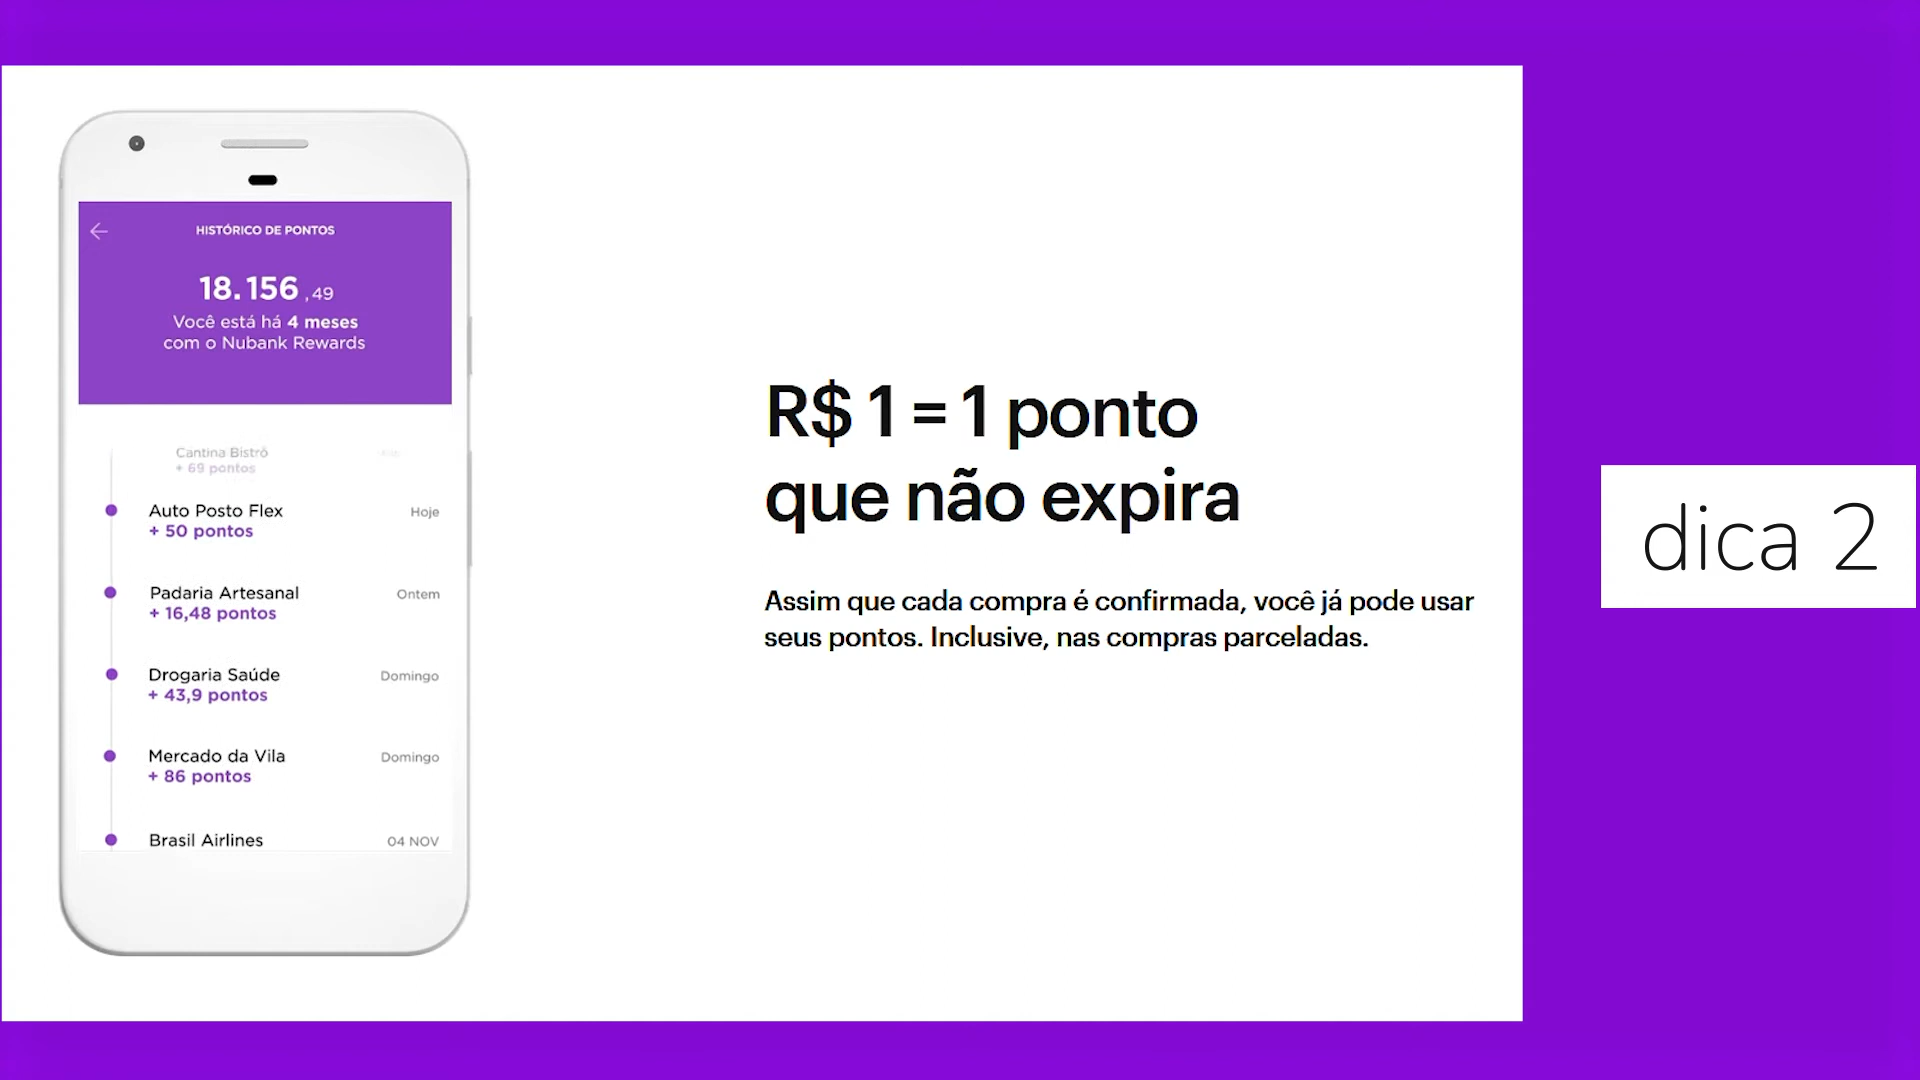 HISTÓRICO DE PONTOS
18.156,49
Você está há 4 meses
com o Nubank Rewards
Cantina Bistrô
+ 69 pontos
Auto Posto Flex Hoje
+ 50 pontos
Padaria Artesanal Ontem
+ 16,48 pontos
Drogaria Saúde Domingo
+ 43,9 pontos
Mercado da Vila Domingo
+ 86 pontos
Brasil Airlines 04 NOV
R$ 1 = 1 ponto
que não expira
Assim que cada compra é confirmada, você já pode usar
seus pontos. Inclusive, nas compras parceladas.
dica 2